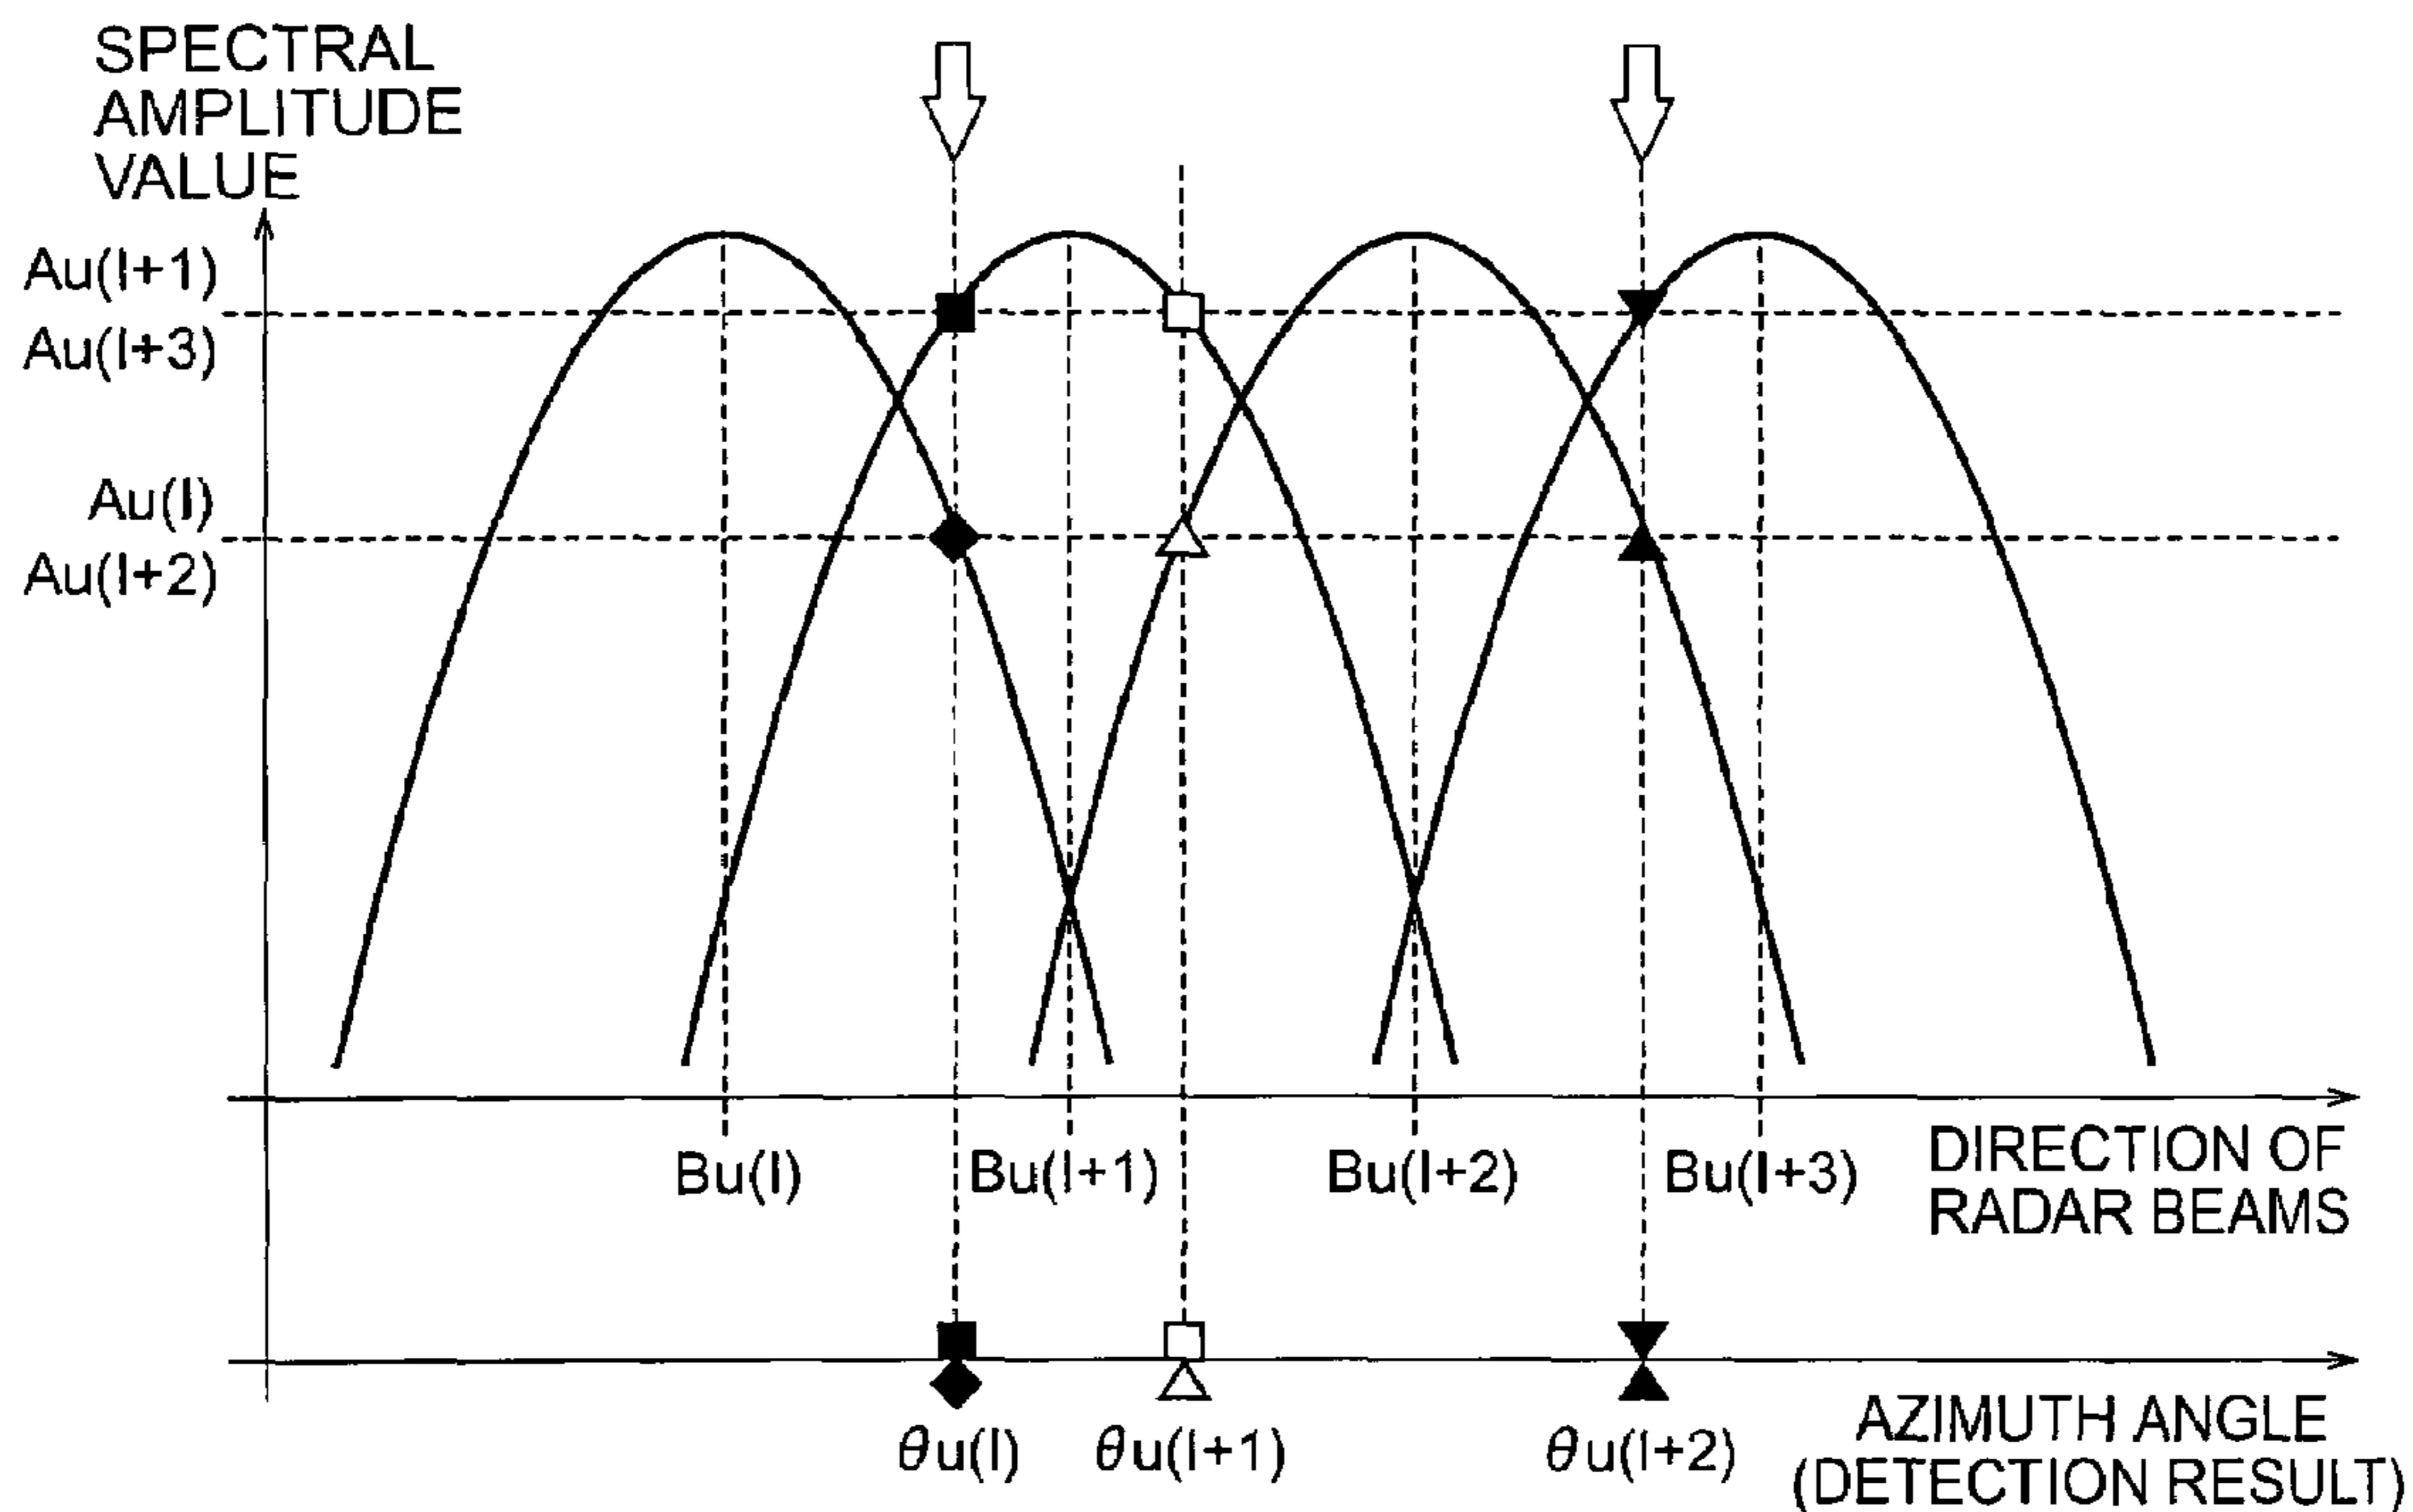 SPECTRAL
AMPLITUDE
VALUE
Au(l+1)
Au(l+3)
Au(l)
Au(l+2)
Bu(l) Bu(l+1) Bu(l+2) Bu(l+3)
DIRECTION OF
RADAR BEAMS
θu(l) θu(l+1) θu(l+2)
AZIMUTH ANGLE
(DETECTION RESULT)